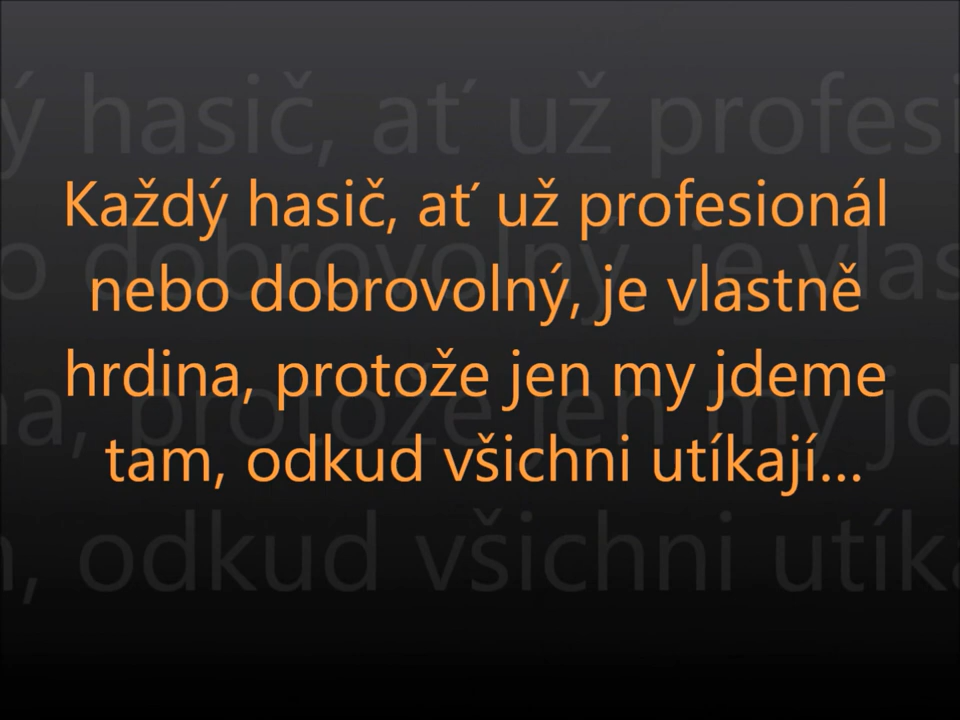 Každý hasič, ať už profesionál
nebo dobrovolný, je vlastně
hrdina, protože jen my jdeme
tam, odkud všichni utíkají...